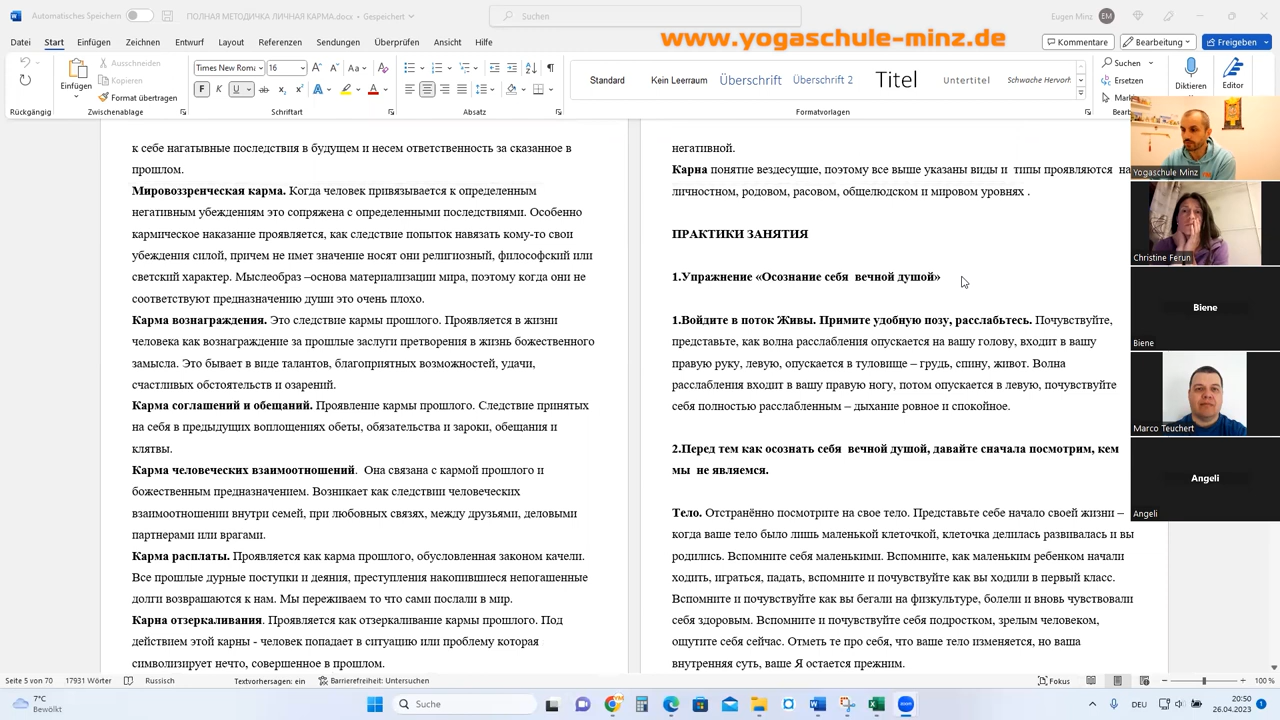 Automatisches Speichern
ПОЛНАЯ МЕТОДИЧКА ЛИЧНАЯ КАРМА.docx • Gespeichert
Suchen
Eugen Minz
EM
www.yogaschule-minz.de
Datei Start Einfügen Zeichnen Entwurf Layout Referenzen Sendungen Überprüfen Ansicht Hilfe
Kommentare
Bearbeitung
Freigeben
Einfügen
Ausschneiden
Kopieren
Format übertragen
Times New Roma 16
Standard Kein Leerraum Überschrift Überschrift 2 Titel Untertitel Schwache Hervorh.
Suchen
Ersetzen
Mark
Diktieren
Editor
Rückgängig Zwischenablage Schriftart Absatz Formatvorlagen Bearb
к себе нагатывные последствия в будущем и несем ответственность за сказанное в
прошлом.
Мировоззренческая карма. Когда человек привязывается к определенным
негативным убеждениям это сопряжена с определенными последствиями. Особенно
кармическое наказание проявляется, как следствие попыток навязать кому-то свои
убеждения силой, причем не имет значение носят они религиозный, философский или
светский характер. Мыслеобраз –основа материализации мира, поэтому когда они не
соответствуют предназначению души это очень плохо.
Карма вознаграждения. Это следствие кармы прошлого. Проявляется в жизни
человека как вознаграждение за прошлые заслуги претворения в жизнь божественного
замысла. Это бывает в виде талантов, благоприятных возможностей, удачи,
счастливых обстоятельств и озарений.
Карма соглашений и обещаний. Проявление кармы прошлого. Следствие принятых
на себя в предыдущих воплощениях обеты, обязательства и зароки, обещания и
клятвы.
Карма человеческих взаимоотношений. Она связана с кармой прошлого и
божественным предназначением. Возникает как следствии человеческих
взаимоотношении внутри семей, при любовных связях, между друзьями, деловыми
партнерами или врагами.
Карма расплаты. Проявляется как карма прошлого, обусловленная законом качели.
Все прошлые дурные поступки и деяния, преступления накопившиеся непогашенные
долги возврашаются к нам. Мы переживаем то что сами послали в мир.
Карна отзеркаливания. Проявляется как отзеркаливание кармы прошлого. Под
действием этой карны - человек попадает в ситуацию или проблему которая
символизирует нечто, совершенное в прошлом.
негативной.
Карна понятие вездесущие, поэтому все выше указаны виды и типы проявляются на
личностном, родовом, расовом, общелюдском и мировом уровнях .
ПРАКТИКИ ЗАНЯТИЯ
1.Упражнение «Осознание себя вечной душой»
1.Войдите в поток Живы. Примите удобную позу, расслабьтесь. Почувствуйте,
представьте, как волна расслабления опускается на вашу голову, входит в вашу
правую руку, левую, опускается в туловище – грудь, спину, живот. Волна
расслабления входит в вашу правую ногу, потом опускается в левую, почувствуйте
себя полностью расслабленным – дыхание ровное и спокойное.
2.Перед тем как осознать себя вечной душой, давайте сначала посмотрим, кем
мы не являемся.
Тело. Отстранённо посмотрите на свое тело. Представьте себе начало своей жизни –
когда ваше тело было лишь маленькой клеточкой, клеточка делилась развивалась и вы
родились. Вспомните себя маленькими. Вспомните, как маленьким ребенком начали
ходить, играться, падать, вспомните и почувствуйте как вы ходили в первый класс.
Вспомните и почувствуйте как вы бегали на физкультуре, болели и вновь чувствовали
себя здоровым. Вспомните и почувствуйте себя подростком, зрелым человеком,
ощутите себя сейчас. Отметь те про себя, что ваше тело изменяется, но ваша
внутренняя суть, ваше Я остается прежним.
Yogaschule Minz
Christine Ferun
Biene
Biene
Marco Teuchert
Angeli
Angeli
Seite 5 von 70 17931 Wörter Russisch Textvorhersagen: ein Barrierefreiheit: Untersuchen Fokus 100 %
7°C
Bewölkt
Suche
DEU
20:50
26.04.2023